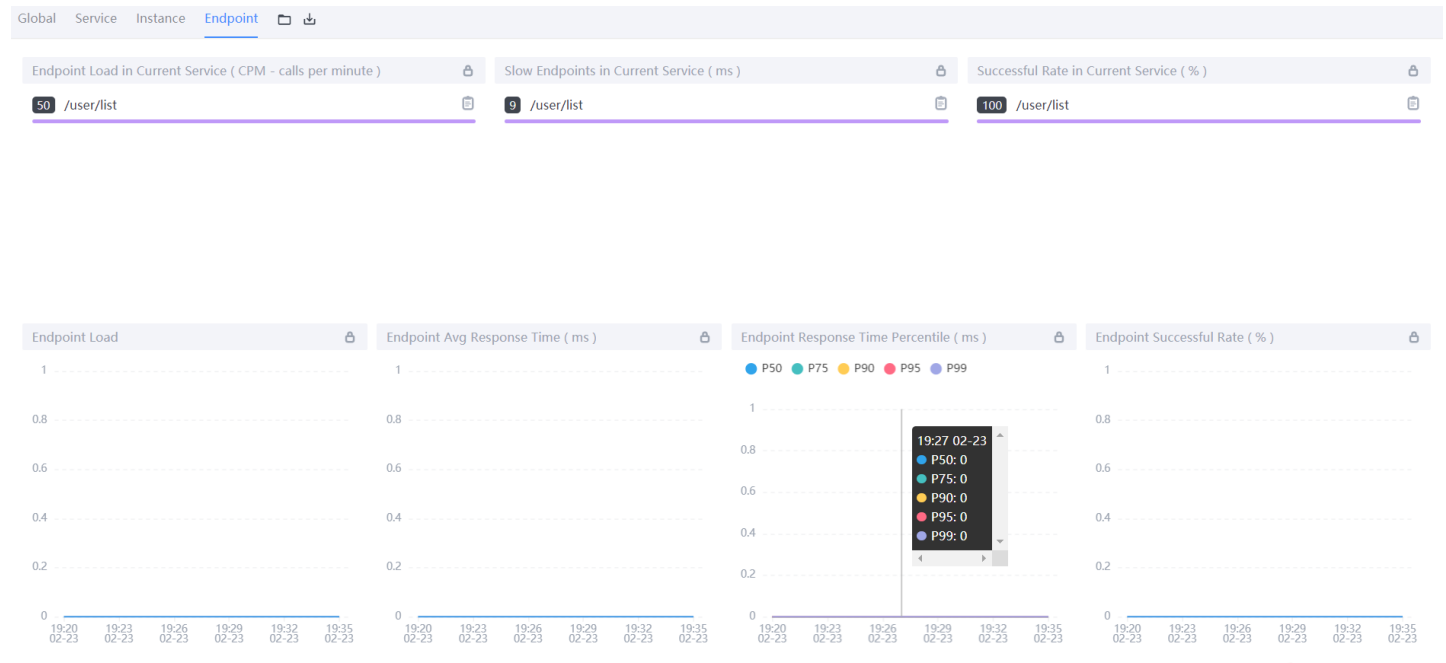 Global Service Instance Endpoint
Endpoint Load in Current Service ( CPM - calls per minute )
50 /user/list
Slow Endpoints in Current Service ( ms )
9 /user/list
Successful Rate in Current Service ( % )
100 /user/list
Endpoint Load
1
0.8
0.6
0.4
0.2
0
19:20 19:23 19:26 19:29 19:32 19:35
02-23 02-23 02-23 02-23 02-23 02-23
Endpoint Avg Response Time ( ms )
1
0.8
0.6
0.4
0.2
0
19:20 19:23 19:26 19:29 19:32 19:35
02-23 02-23 02-23 02-23 02-23 02-23
Endpoint Response Time Percentile ( ms )
P50 P75 P90 P95 P99
1
0.8
0.6
0.4
0.2
0
19:27 02-23
P50: 0
P75: 0
P90: 0
P95: 0
P99: 0
19:20 19:23 19:26 19:29 19:32 19:35
02-23 02-23 02-23 02-23 02-23 02-23
Endpoint Successful Rate ( % )
1
0.8
0.6
0.4
0.2
0
19:20 19:23 19:26 19:29 19:32 19:35
02-23 02-23 02-23 02-23 02-23 02-23